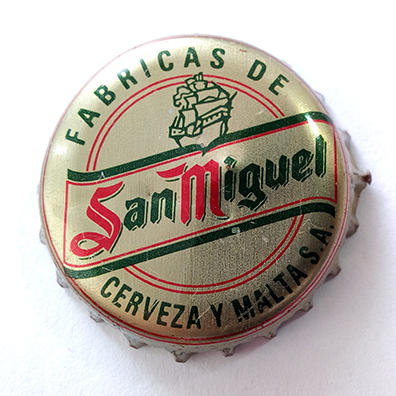 FABRICAS DE
San Miguel
CERVEZA Y MALTA S.A.